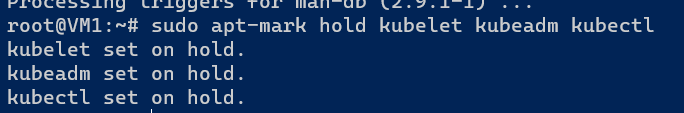 Processing triggers for man-db (2.9.1-1) ...
root@VM1:~# sudo apt-mark hold kubelet kubeadm kubectl
kubelet set on hold.
kubeadm set on hold.
kubectl set on hold.